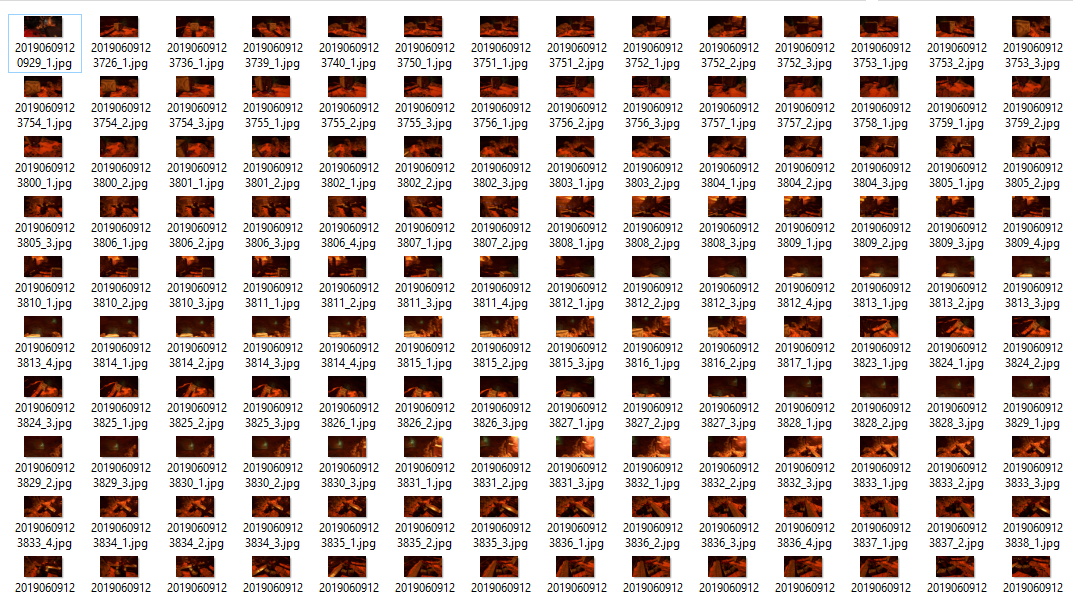 2019060912 2019060912 2019060912 2019060912 2019060912 2019060912 2019060912 2019060912 2019060912 2019060912 2019060912 2019060912 2019060912 2019060912
0929_1.jpg 3726_1.jpg 3736_1.jpg 3739_1.jpg 3740_1.jpg 3750_1.jpg 3751_1.jpg 3751_2.jpg 3752_1.jpg 3752_2.jpg 3752_3.jpg 3753_1.jpg 3753_2.jpg 3753_3.jpg
2019060912 2019060912 2019060912 2019060912 2019060912 2019060912 2019060912 2019060912 2019060912 2019060912 2019060912 2019060912 2019060912 2019060912
3754_1.jpg 3754_2.jpg 3754_3.jpg 3755_1.jpg 3755_2.jpg 3755_3.jpg 3756_1.jpg 3756_2.jpg 3756_3.jpg 3757_1.jpg 3757_2.jpg 3758_1.jpg 3759_1.jpg 3759_2.jpg
2019060912 2019060912 2019060912 2019060912 2019060912 2019060912 2019060912 2019060912 2019060912 2019060912 2019060912 2019060912 2019060912 2019060912
3800_1.jpg 3800_2.jpg 3801_1.jpg 3801_2.jpg 3802_1.jpg 3802_2.jpg 3802_3.jpg 3803_1.jpg 3803_2.jpg 3804_1.jpg 3804_2.jpg 3804_3.jpg 3805_1.jpg 3805_2.jpg
2019060912 2019060912 2019060912 2019060912 2019060912 2019060912 2019060912 2019060912 2019060912 2019060912 2019060912 2019060912 2019060912 2019060912
3805_3.jpg 3806_1.jpg 3806_2.jpg 3806_3.jpg 3806_4.jpg 3807_1.jpg 3807_2.jpg 3808_1.jpg 3808_2.jpg 3808_3.jpg 3809_1.jpg 3809_2.jpg 3809_3.jpg 3809_4.jpg
2019060912 2019060912 2019060912 2019060912 2019060912 2019060912 2019060912 2019060912 2019060912 2019060912 2019060912 2019060912 2019060912 2019060912
3810_1.jpg 3810_2.jpg 3810_3.jpg 3811_1.jpg 3811_2.jpg 3811_3.jpg 3811_4.jpg 3812_1.jpg 3812_2.jpg 3812_3.jpg 3812_4.jpg 3813_1.jpg 3813_2.jpg 3813_3.jpg
2019060912 2019060912 2019060912 2019060912 2019060912 2019060912 2019060912 2019060912 2019060912 2019060912 2019060912 2019060912 2019060912 2019060912
3813_4.jpg 3814_1.jpg 3814_2.jpg 3814_3.jpg 3814_4.jpg 3815_1.jpg 3815_2.jpg 3815_3.jpg 3816_1.jpg 3816_2.jpg 3817_1.jpg 3823_1.jpg 3824_1.jpg 3824_2.jpg
2019060912 2019060912 2019060912 2019060912 2019060912 2019060912 2019060912 2019060912 2019060912 2019060912 2019060912 2019060912 2019060912 2019060912
3824_3.jpg 3825_1.jpg 3825_2.jpg 3825_3.jpg 3826_1.jpg 3826_2.jpg 3826_3.jpg 3827_1.jpg 3827_2.jpg 3827_3.jpg 3828_1.jpg 3828_2.jpg 3828_3.jpg 3829_1.jpg
2019060912 2019060912 2019060912 2019060912 2019060912 2019060912 2019060912 2019060912 2019060912 2019060912 2019060912 2019060912 2019060912 2019060912
3829_2.jpg 3829_3.jpg 3830_1.jpg 3830_2.jpg 3830_3.jpg 3831_1.jpg 3831_2.jpg 3831_3.jpg 3832_1.jpg 3832_2.jpg 3832_3.jpg 3833_1.jpg 3833_2.jpg 3833_3.jpg
2019060912 2019060912 2019060912 2019060912 2019060912 2019060912 2019060912 2019060912 2019060912 2019060912 2019060912 2019060912 2019060912 2019060912
3833_4.jpg 3834_1.jpg 3834_2.jpg 3834_3.jpg 3835_1.jpg 3835_2.jpg 3835_3.jpg 3836_1.jpg 3836_2.jpg 3836_3.jpg 3836_4.jpg 3837_1.jpg 3837_2.jpg 3838_1.jpg
2019060912 2019060912 2019060912 2019060912 2019060912 2019060912 2019060912 2019060912 2019060912 2019060912 2019060912 2019060912 2019060912 2019060912